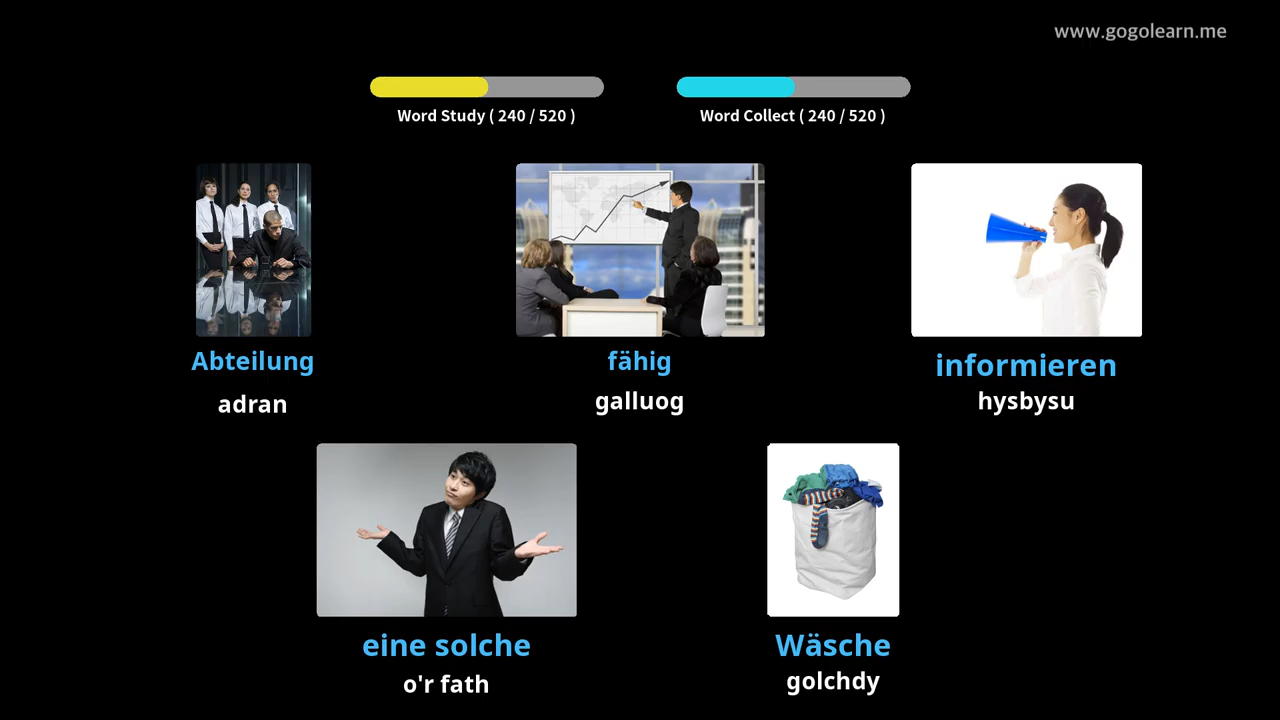 www.gogolearn.me
Word Study ( 240 / 520 )
Word Collect ( 240 / 520 )
Abteilung
adran
fähig
galluog
informieren
hysbysu
eine solche
o'r fath
Wäsche
golchdy